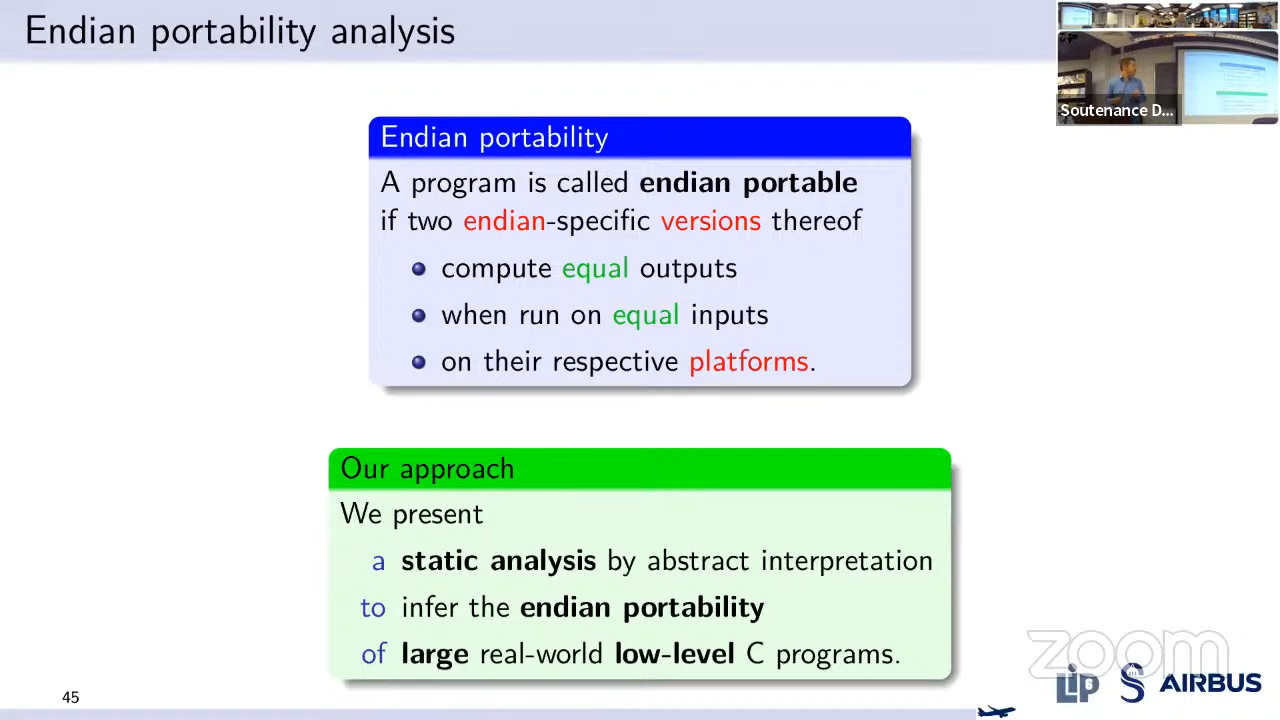 Endian portability analysis
Soutenance D...
Endian portability
A program is called endian portable
if two endian-specific versions thereof
compute equal outputs
when run on equal inputs
on their respective platforms.
Our approach
We present
a static analysis by abstract interpretation
to infer the endian portability
of large real-world low-level C programs.
zoom
LIP6
AIRBUS
45